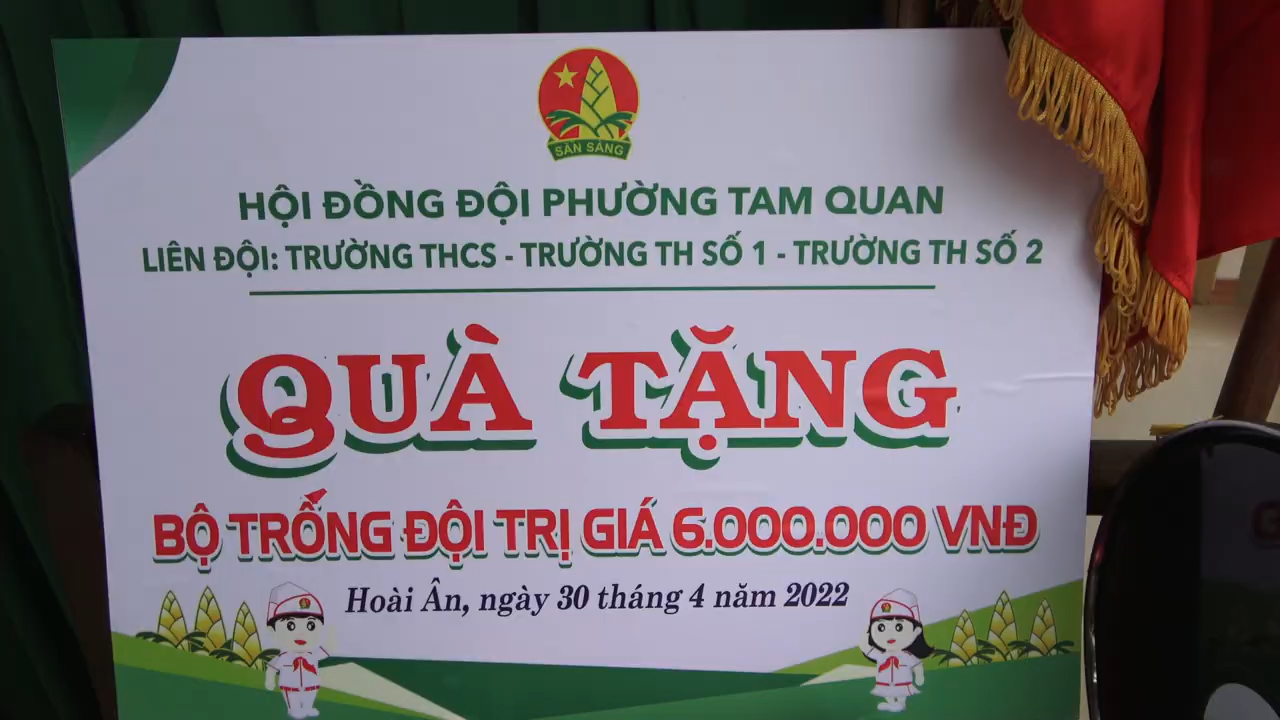 SẴN SÀNG
HỘI ĐỒNG ĐỘI PHƯỜNG TAM QUAN
LIÊN ĐỘI: TRƯỜNG THCS - TRƯỜNG TH SỐ 1 - TRƯỜNG TH SỐ 2
QUÀ TẶNG
BỘ TRỐNG ĐỘI TRỊ GIÁ 6.000.000 VNĐ
Hoài Ân, ngày 30 tháng 4 năm 2022